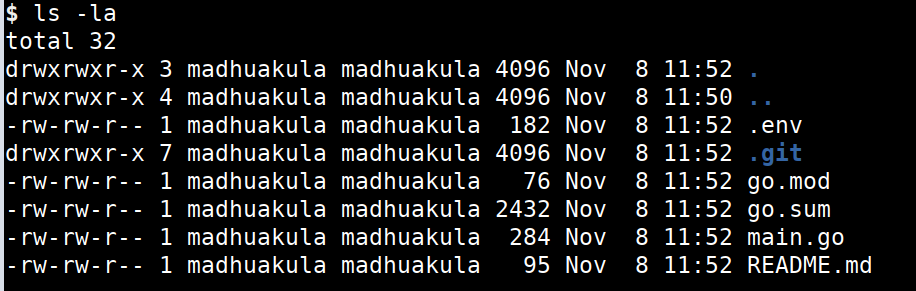 $ ls -la
total 32
drwxrwxr-x 3 madhuakula madhuakula 4096 Nov  8 11:52 .
drwxrwxr-x 4 madhuakula madhuakula 4096 Nov  8 11:50 ..
-rw-rw-r-- 1 madhuakula madhuakula  182 Nov  8 11:52 .env
drwxrwxr-x 7 madhuakula madhuakula 4096 Nov  8 11:52 .git
-rw-rw-r-- 1 madhuakula madhuakula   76 Nov  8 11:52 go.mod
-rw-rw-r-- 1 madhuakula madhuakula 2432 Nov  8 11:52 go.sum
-rw-rw-r-- 1 madhuakula madhuakula  284 Nov  8 11:52 main.go
-rw-rw-r-- 1 madhuakula madhuakula   95 Nov  8 11:52 README.md